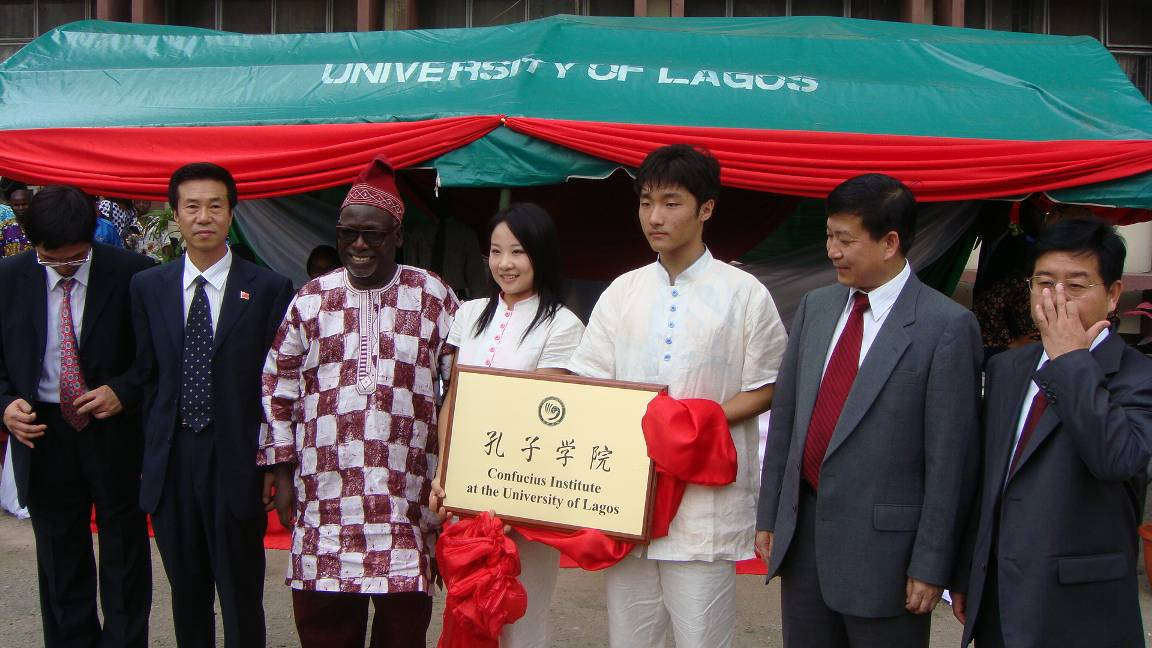 UNIVERSITY OF LAGOS
孔子学院
Confucius Institute
at the University of Lagos